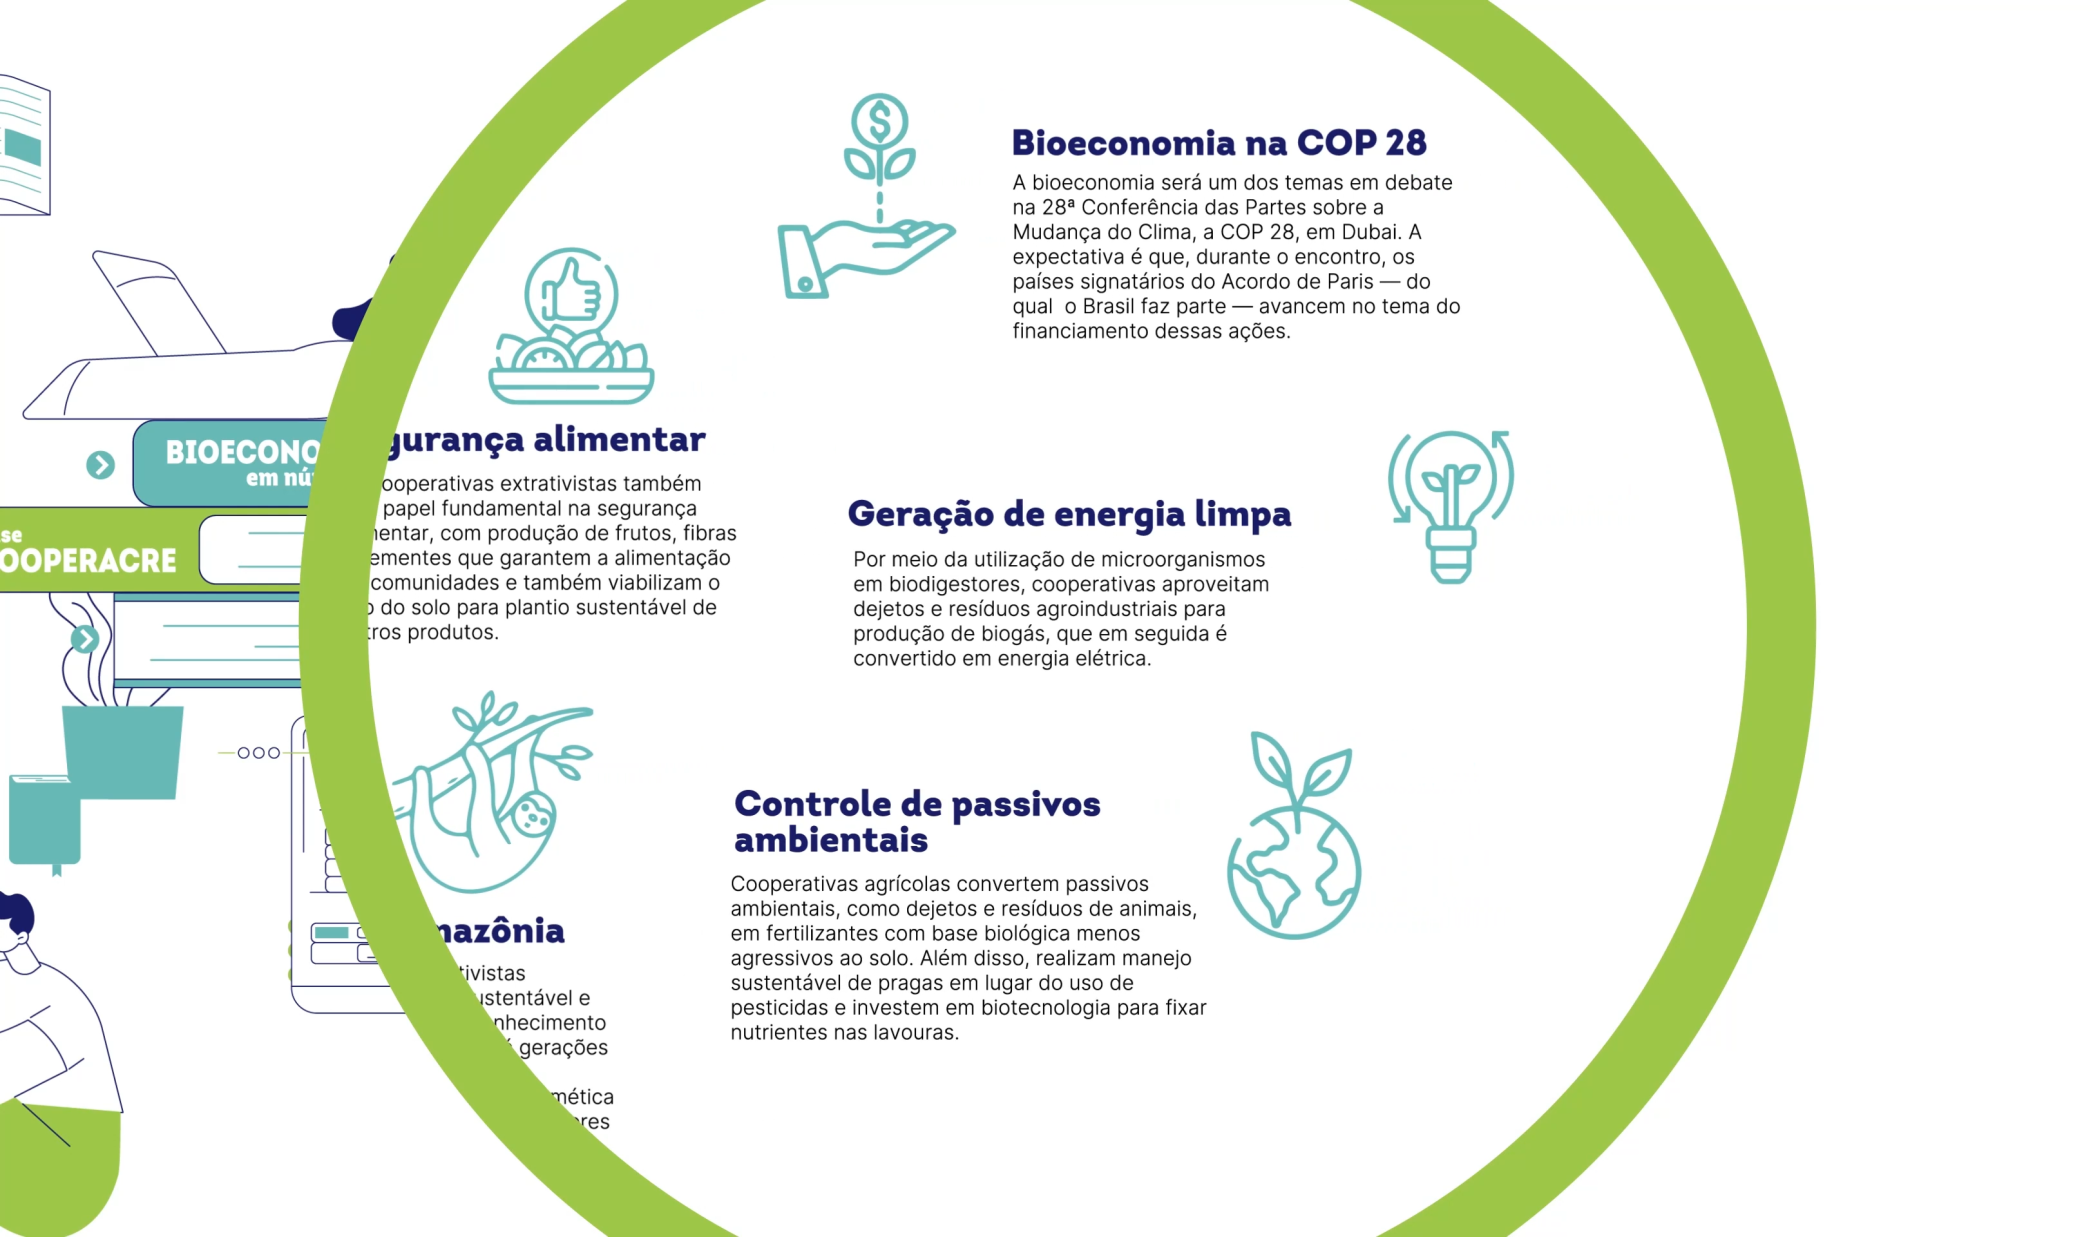 Bioeconomia na COP 28
A bioeconomia será um dos temas em debate
na 28ª Conferência das Partes sobre a
Mudança do Clima, a COP 28, em Dubai. A
expectativa é que, durante o encontro, os
países signatários do Acordo de Paris — do
qual o Brasil faz parte — avancem no tema do
financiamento dessas ações.
gurança alimentar
ooperativas extrativistas também
papel fundamental na segurança
mentar, com produção de frutos, fibras
ementes que garantem a alimentação
comunidades e também viabilizam o
o do solo para plantio sustentável de
tros produtos.
BIOECONO
em nú
se
OOPERACRE
Geração de energia limpa
Por meio da utilização de microorganismos
em biodigestores, cooperativas aproveitam
dejetos e resíduos agroindustriais para
produção de biogás, que em seguida é
convertido em energia elétrica.
Controle de passivos
ambientais
Cooperativas agrícolas convertem passivos
ambientais, como dejetos e resíduos de animais,
em fertilizantes com base biológica menos
agressivos ao solo. Além disso, realizam manejo
sustentável de pragas em lugar do uso de
pesticidas e investem em biotecnologia para fixar
nutrientes nas lavouras.
mazônia
tivistas
ustentável e
nhecimento
gerações
mética
res